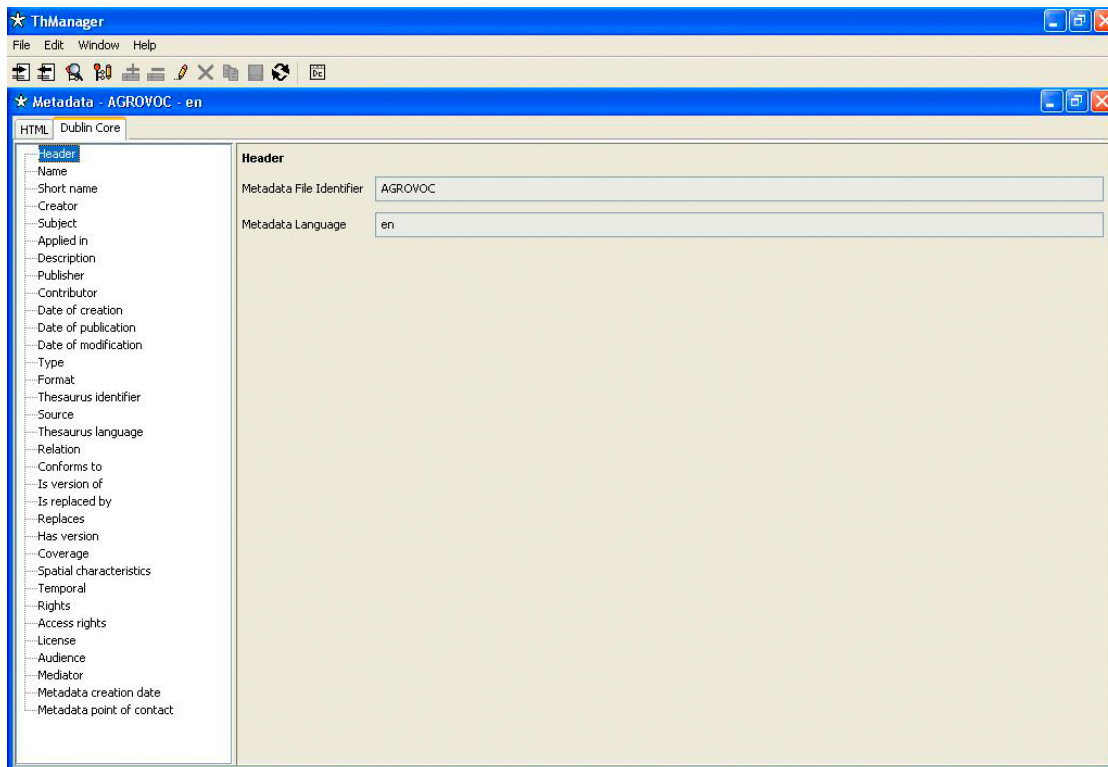 ThManager
File Edit Window Help
Dc
Metadata - AGROVOC - en
HTML Dublin Core
Header
Name
Short name
Creator
Subject
Applied in
Description
Publisher
Contributor
Date of creation
Date of publication
Date of modification
Type
Format
Thesaurus identifier
Source
Thesaurus language
Relation
Conforms to
Is version of
Is replaced by
Replaces
Has version
Coverage
Spatial characteristics
Temporal
Rights
Access rights
License
Audience
Mediator
Metadata creation date
Metadata point of contact
Header
Metadata File Identifier AGROVOC
Metadata Language en